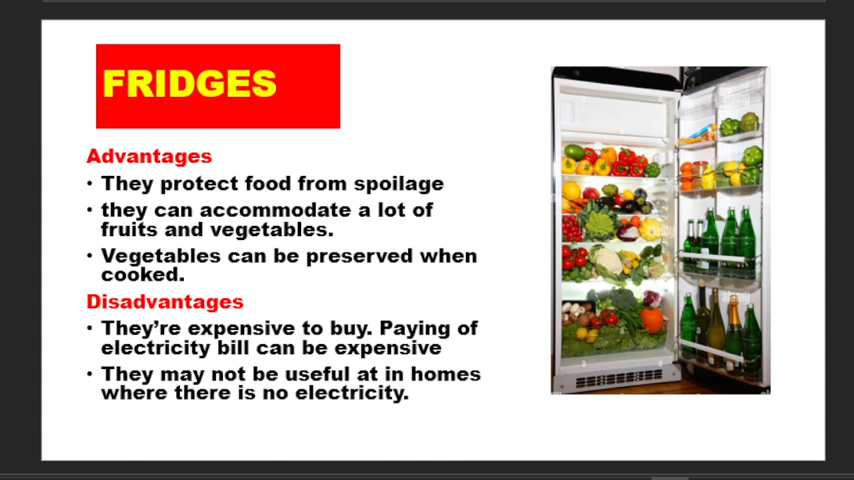 FRIDGES
Advantages
• They protect food from spoilage
• they can accommodate a lot of
fruits and vegetables.
• Vegetables can be preserved when
cooked.
Disadvantages
• They’re expensive to buy. Paying of
electricity bill can be expensive
• They may not be useful at in homes
where there is no electricity.